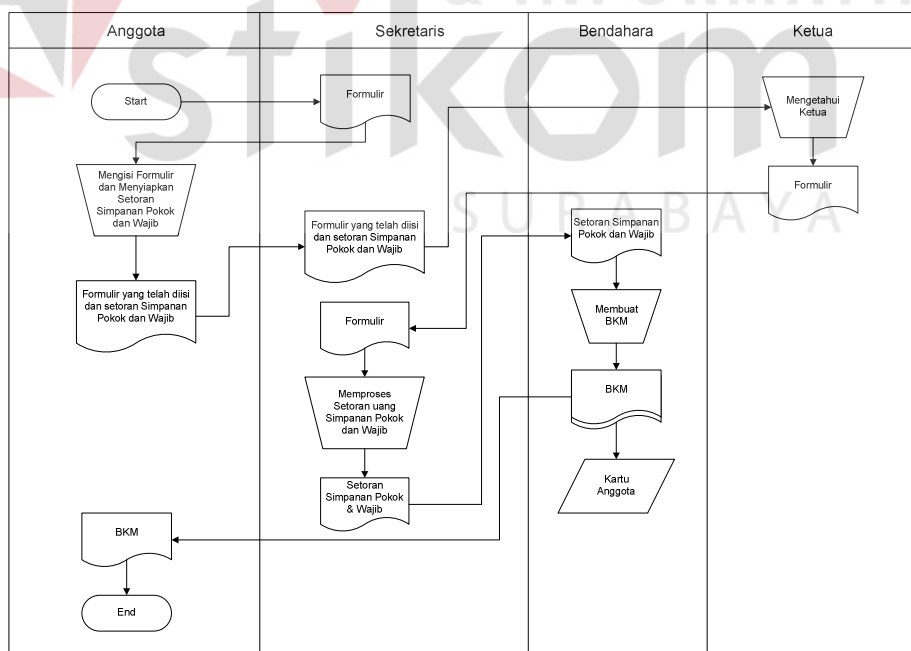 & INFORMATIKA
stikom
SURABAYA
Anggota
Sekretaris
Bendahara
Ketua
Start
Formulir
Mengetahui
Ketua
Formulir
Mengisi Formulir
dan Menyiapkan
Setoran
Simpanan Pokok
dan Wajib
Formulir yang telah diisi
dan setoran Simpanan
Pokok dan Wajib
Setoran Simpanan
Pokok dan Wajib
Formulir yang telah diisi
dan setoran Simpanan
Pokok dan Wajib
Formulir
Membuat
BKM
Memproses
Setoran uang
Simpanan Pokok
dan Wajib
BKM
Setoran
Simpanan Pokok
& Wajib
Kartu
Anggota
BKM
End